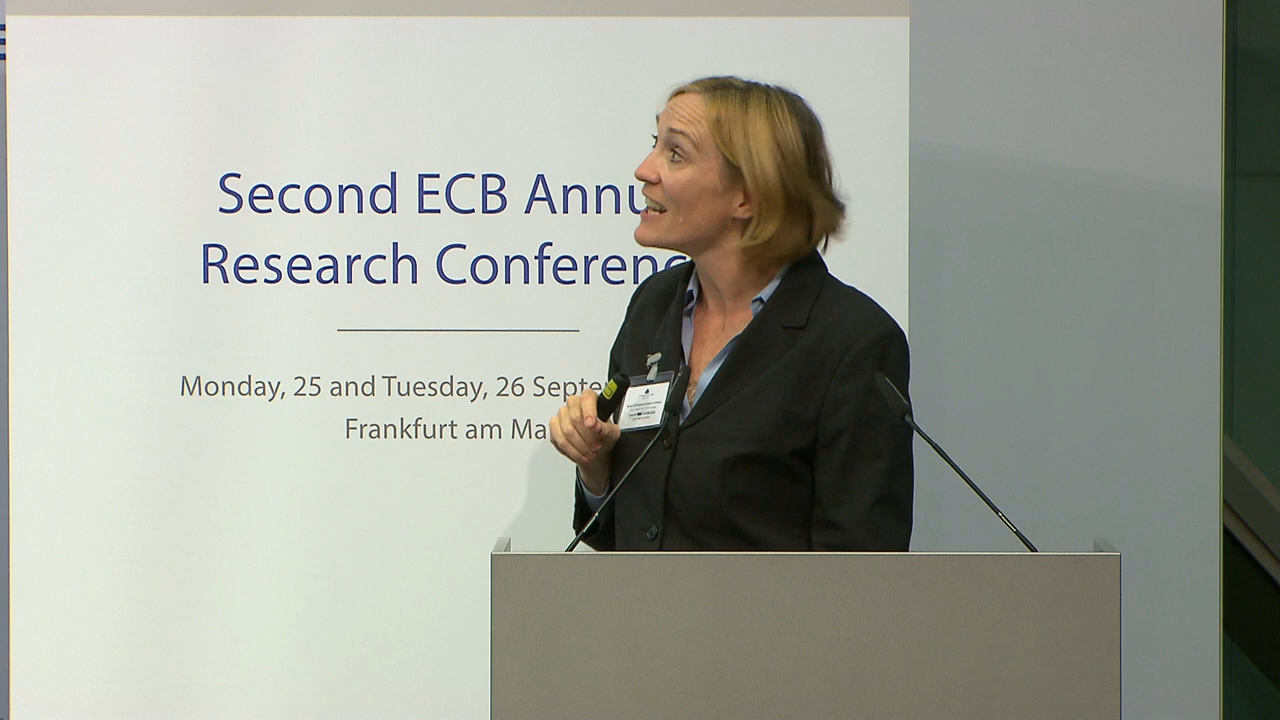 Second ECB Annu
Research Conferenc
Monday, 25 and Tuesday, 26 Septe
Frankfurt am Ma